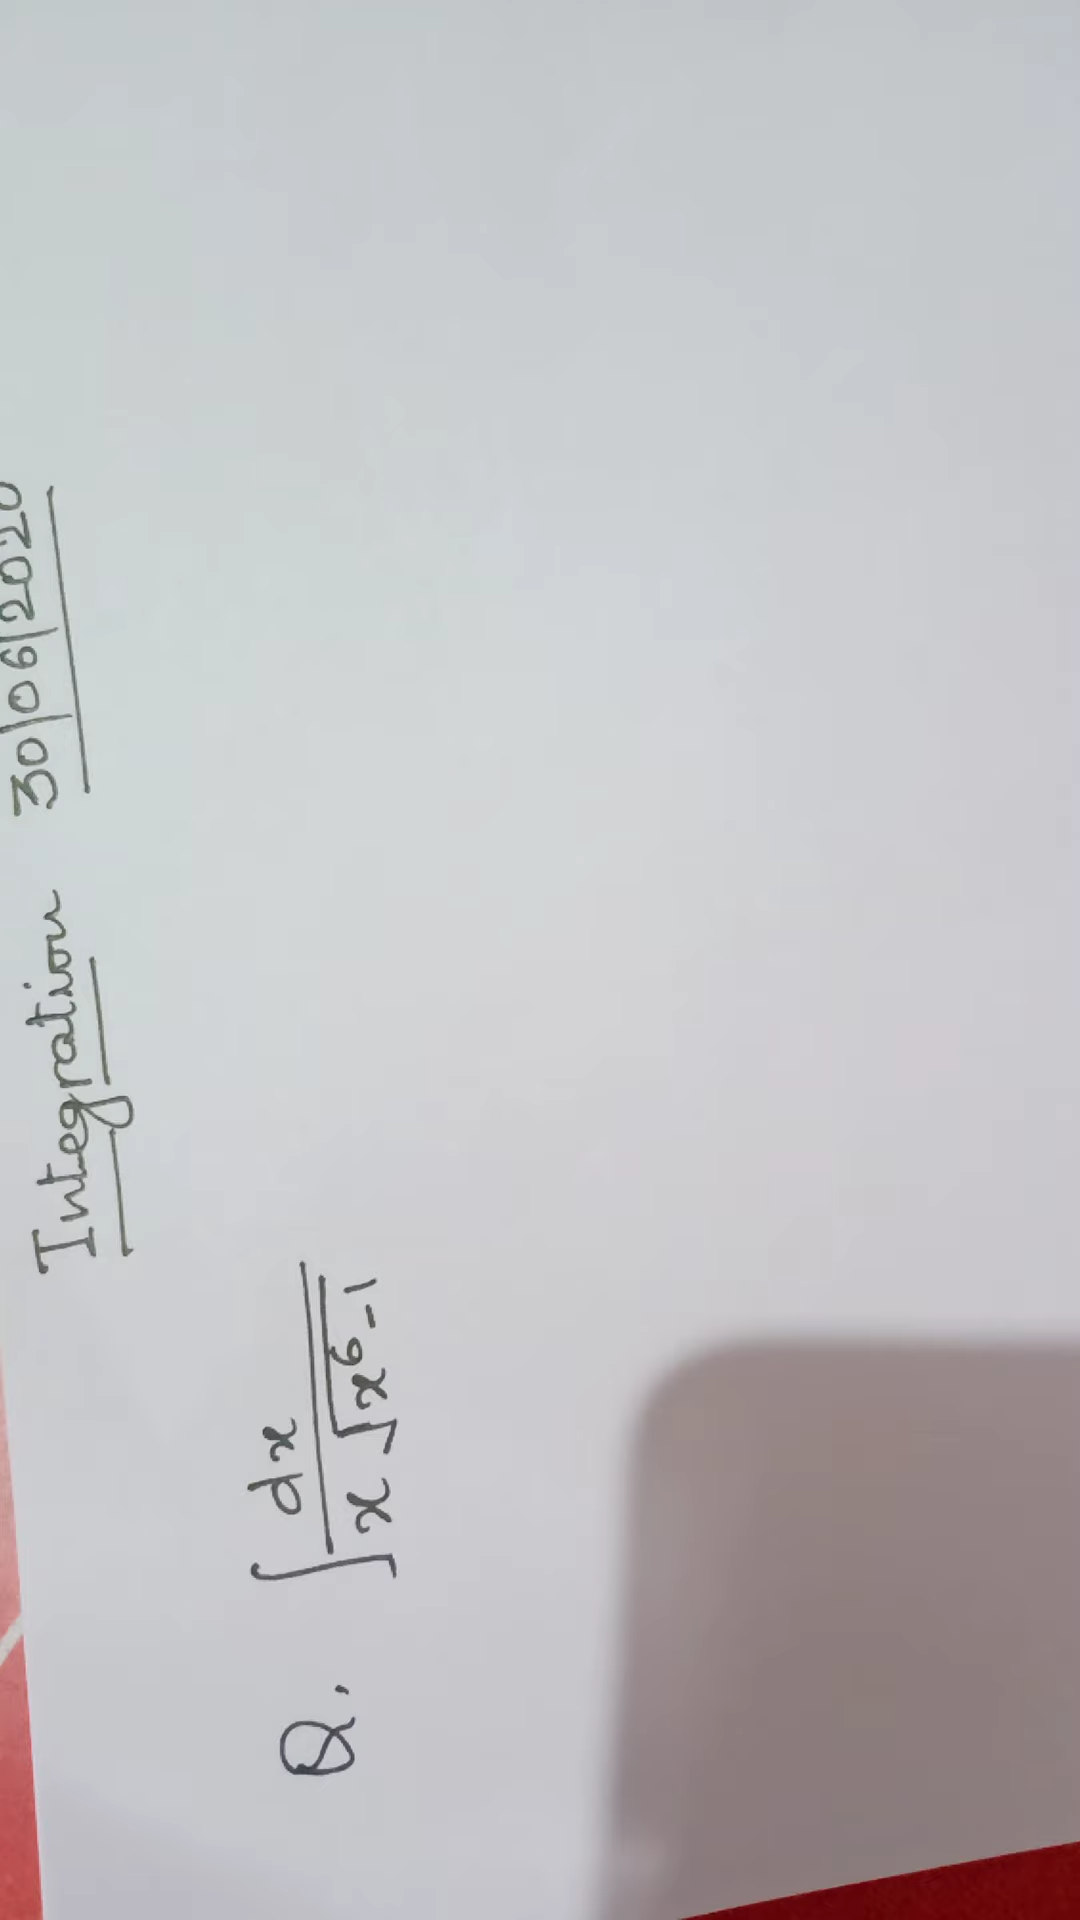 Integration 30/06/2020
Q. ∫ dx / x √x⁶-1